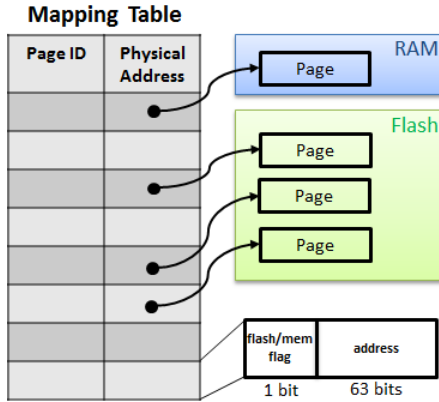 Mapping Table
Page ID
Physical
Address
RAM
Page
Flash
Page
Page
Page
flash/mem
flag
address
1 bit
63 bits